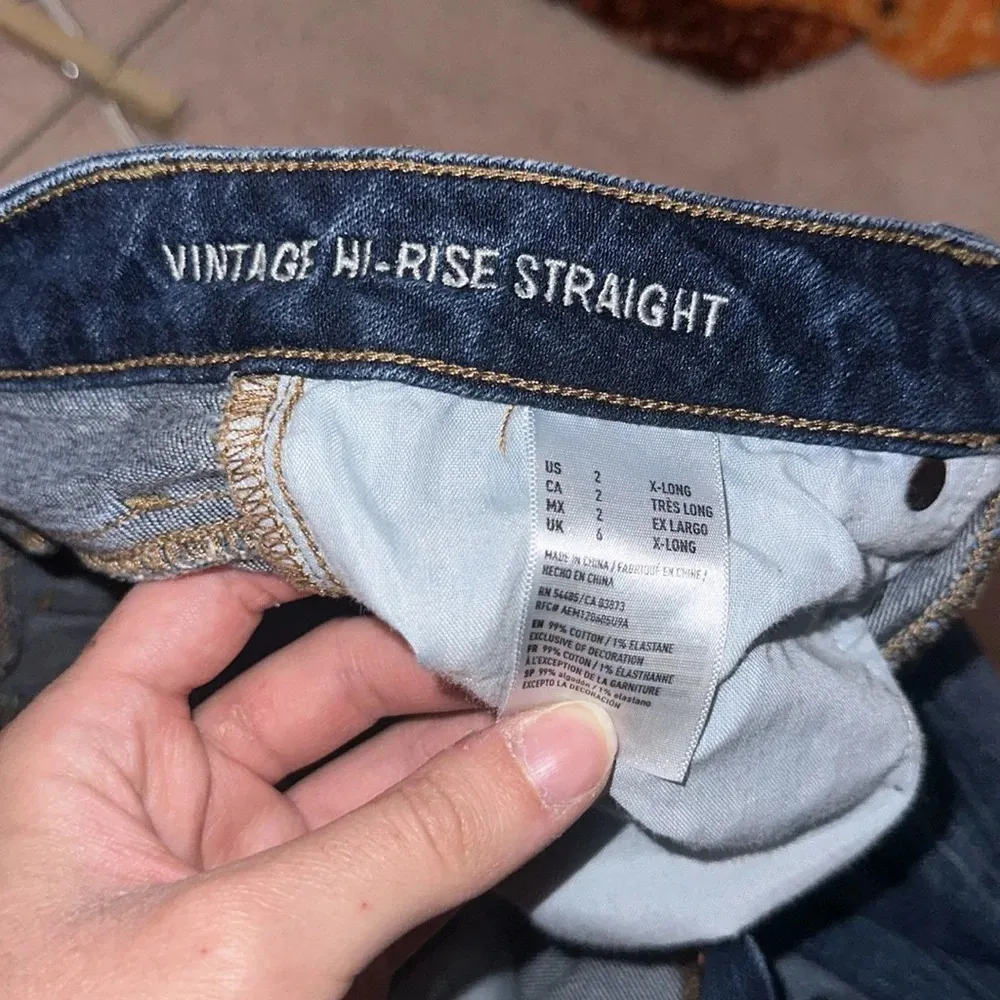 VINTAGE HI-RISE STRAIGHT
US 2 X-LONG
CA 2 TRÈS LONG
MX 2 EX LARGO
UK 6 X-LONG
MADE IN CHINA / FABRIQUÉ EN CHINE /
HECHO EN CHINA
RN 54485/CA 03873
RFC# AEM120605U9A
EN 99% COTTON / 1% ELASTANE
EXCLUSIVE OF DECORATION
FR 99% COTON / 1% ÉLASTHANNE
À L'EXCEPTION DE LA GARNITURE
SP 99% algodón / 1% elastano
EXCEPTO LA DECORACIÓN